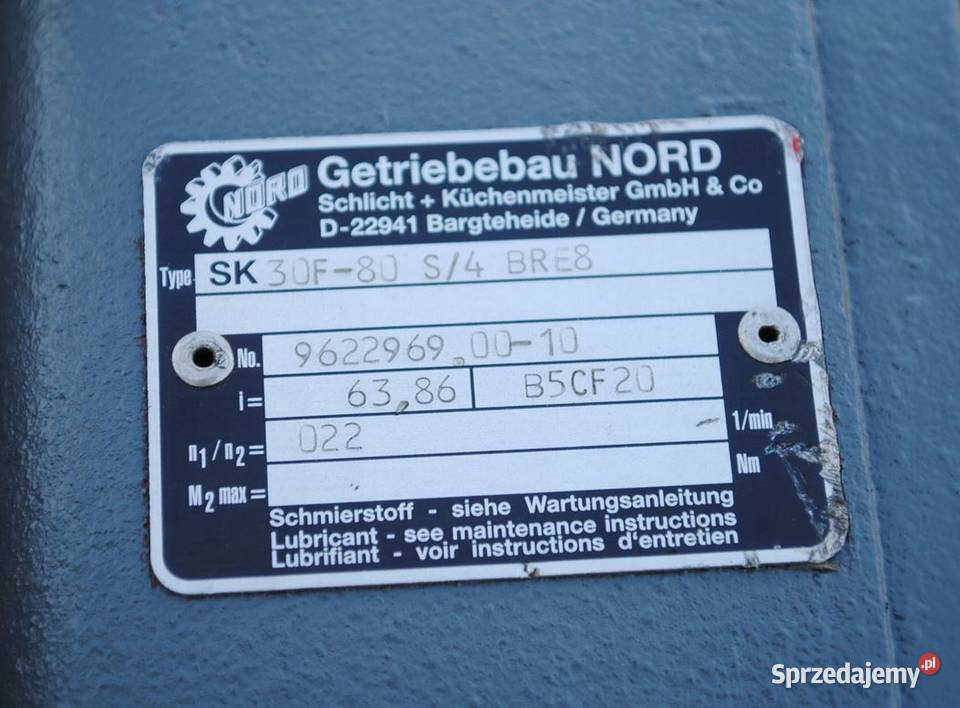 NORD
Getriebebau NORD
Schlicht + Küchenmeister GmbH & Co
D-22941 Bargteheide / Germany
Type SK 30F-80 S/4 BRE8
No. 9622969.00-10
i= 63,86 B5CF20
n1/n2= 022 - 1/min
M2 max= Nm
Schmierstoff - siehe Wartungsanleitung
Lubricant - see maintenance instructions
Lubrifiant - voir instructions d'entretien
Sprzedajemy.pl